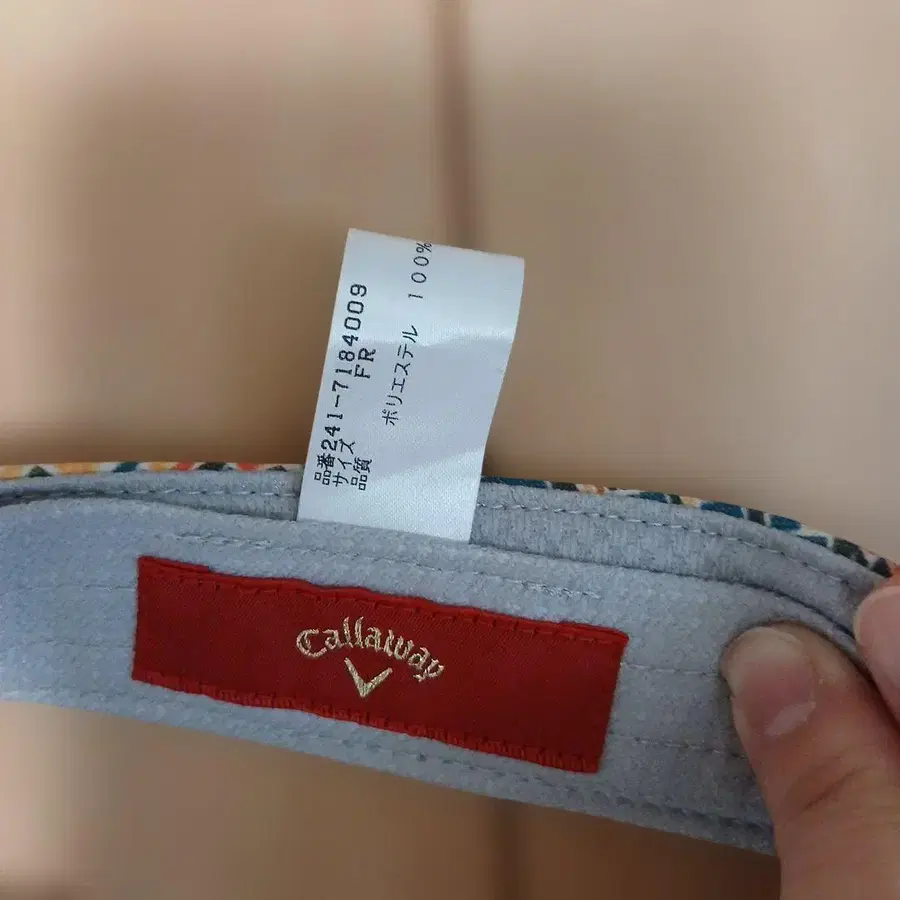 品番241-7184009
サイズ FR
品質
ポリエステル 100%
Callaway